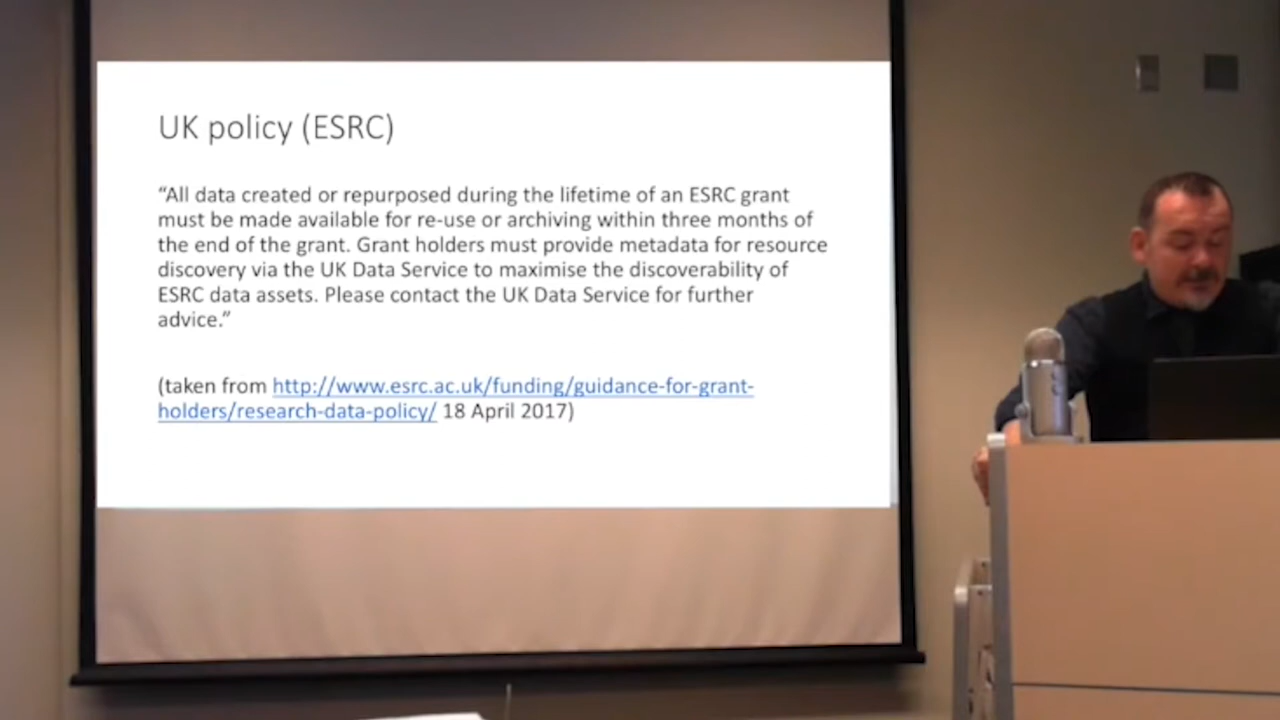 UK policy (ESRC)
“All data created or repurposed during the lifetime of an ESRC grant
must be made available for re-use or archiving within three months of
the end of the grant. Grant holders must provide metadata for resource
discovery via the UK Data Service to maximise the discoverability of
ESRC data assets. Please contact the UK Data Service for further
advice.”
(taken from http://www.esrc.ac.uk/funding/guidance-for-grant-
holders/research-data-policy/ 18 April 2017)